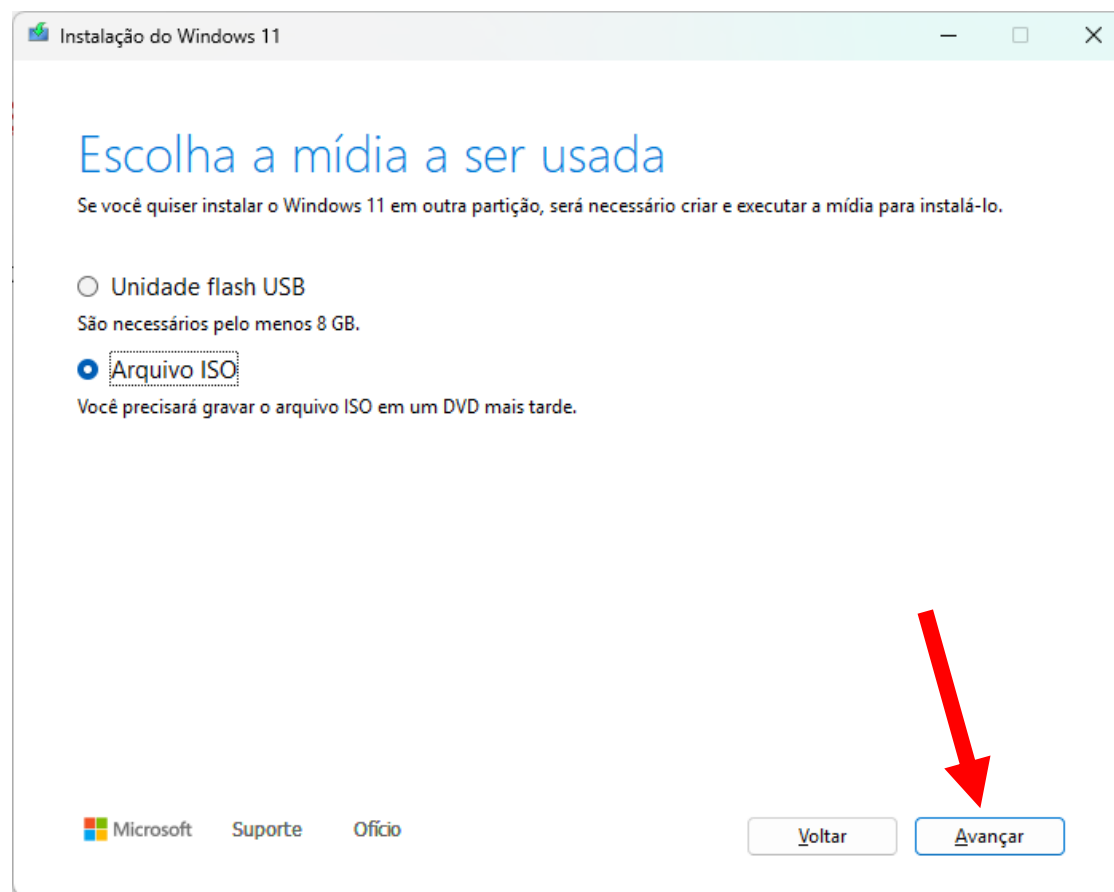 Instalação do Windows 11
Escolha a mídia a ser usada
Se você quiser instalar o Windows 11 em outra partição, será necessário criar e executar a mídia para instalá-lo.
Unidade flash USB
São necessários pelo menos 8 GB.
Arquivo ISO
Você precisará gravar o arquivo ISO em um DVD mais tarde.
Microsoft Suporte Ofício Voltar Avançar